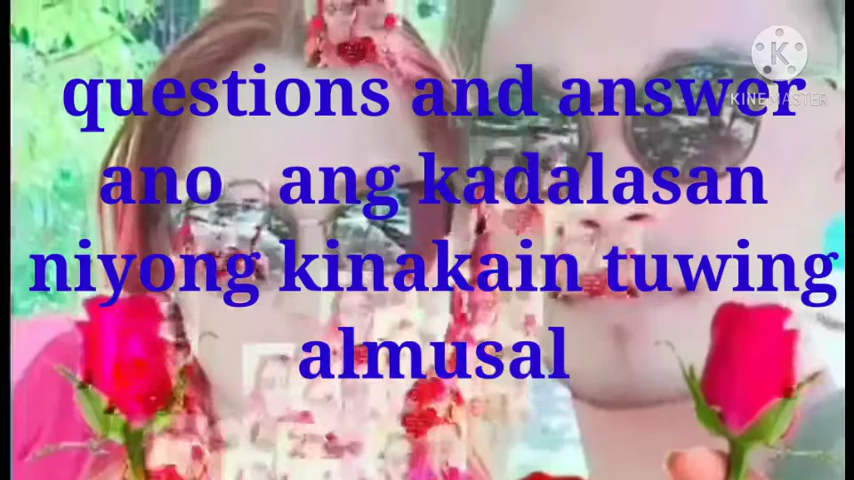 questions and answer
ano ang kadalasan
niyong kinakain tuwing
almusal
KINEMASTER